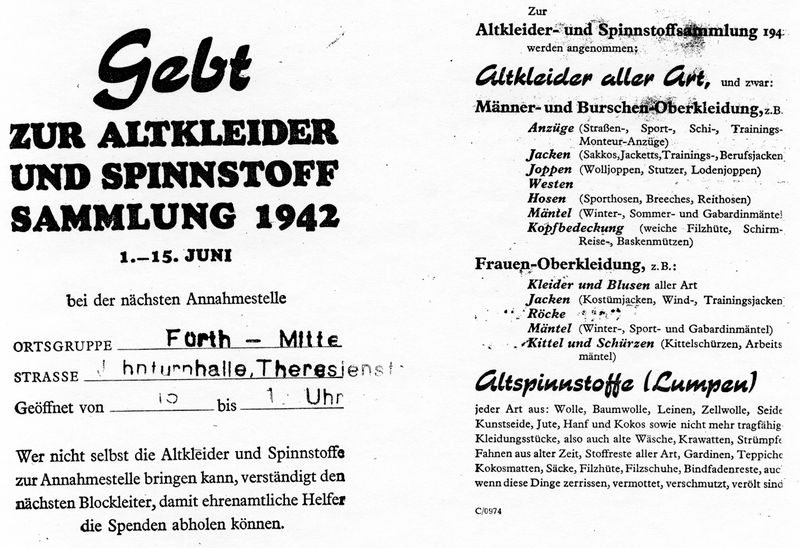 Gebt
ZUR ALTKLEIDER
UND SPINNSTOFF
SAMMLUNG 1942
1.–15. JUNI
bei der nächsten Annahmestelle
ORTSGRUPPE Fürth – Mitte
STRASSE hnturnhalle, Theresienst
Geöffnet von bis Uhr
Wer nicht selbst die Altkleider und Spinnstoffe
zur Annahmestelle bringen kann, verständigt den
nächsten Blockleiter, damit ehrenamtliche Helfer
die Spenden abholen können.
Zur
Altkleider- und Spinnstoffsammlung 194
werden angenommen:
Altkleider aller Art, und zwar:
Männer- und Burschen-Oberkleidung, z.B.
Anzüge (Straßen-, Sport-, Schi-, Trainings-
Monteur-Anzüge)
Jacken (Sakkos, Jacketts, Trainings-, Berufsjacken
Joppen (Wolljoppen, Stutzer, Lodenjoppen)
Westen
Hosen (Sporthosen, Breeches, Reithosen)
Mäntel (Winter-, Sommer- und Gabardinmäntel
Kopfbedeckung (weiche Filzhüte, Schirm-
Reise-, Baskenmützen)
Frauen-Oberkleidung, z.B.:
Kleider und Blusen aller Art
Jacken (Kostümjacken, Wind-, Trainingsjacken
Röcke
Mäntel (Winter-, Sport- und Gabardinmäntel)
Kittel und Schürzen (Kittelschürzen, Arbeits
mäntel)
Altspinnstoffe (Lumpen)
jeder Art aus: Wolle, Baumwolle, Leinen, Zellwolle, Seide
Kunstseide, Jute, Hanf und Kokos sowie nicht mehr tragfähig
Kleidungsstücke, also auch alte Wäsche, Krawatten, Strümpfe
Fahnen aus alter Zeit, Stoffreste aller Art, Gardinen, Teppiche
Kokosmatten, Säcke, Filzhüte, Filzschuhe, Bindfadenreste, auc
wenn diese Dinge zerrissen, vermottet, verschmutzt, verölt sind
C/0974